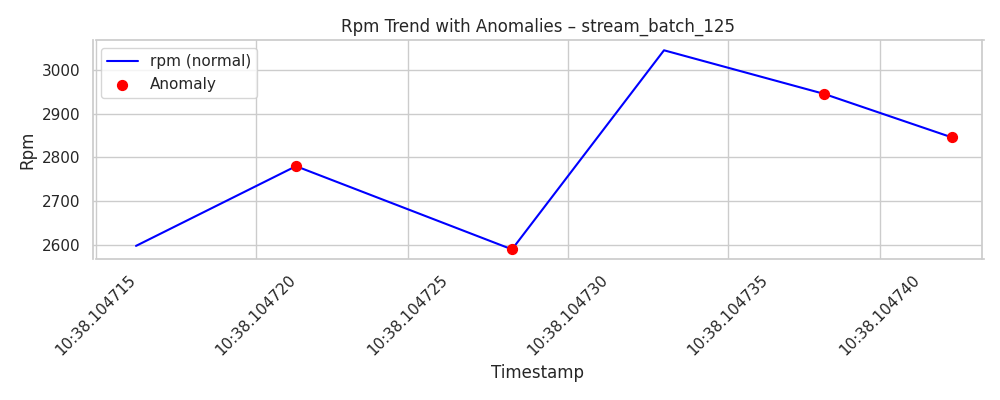 Rpm Trend with Anomalies – stream_batch_125
rpm (normal)
Anomaly
Rpm
3000
2900
2800
2700
2600
10:38.104715
10:38.104720
10:38.104725
10:38.104730
10:38.104735
10:38.104740
Timestamp